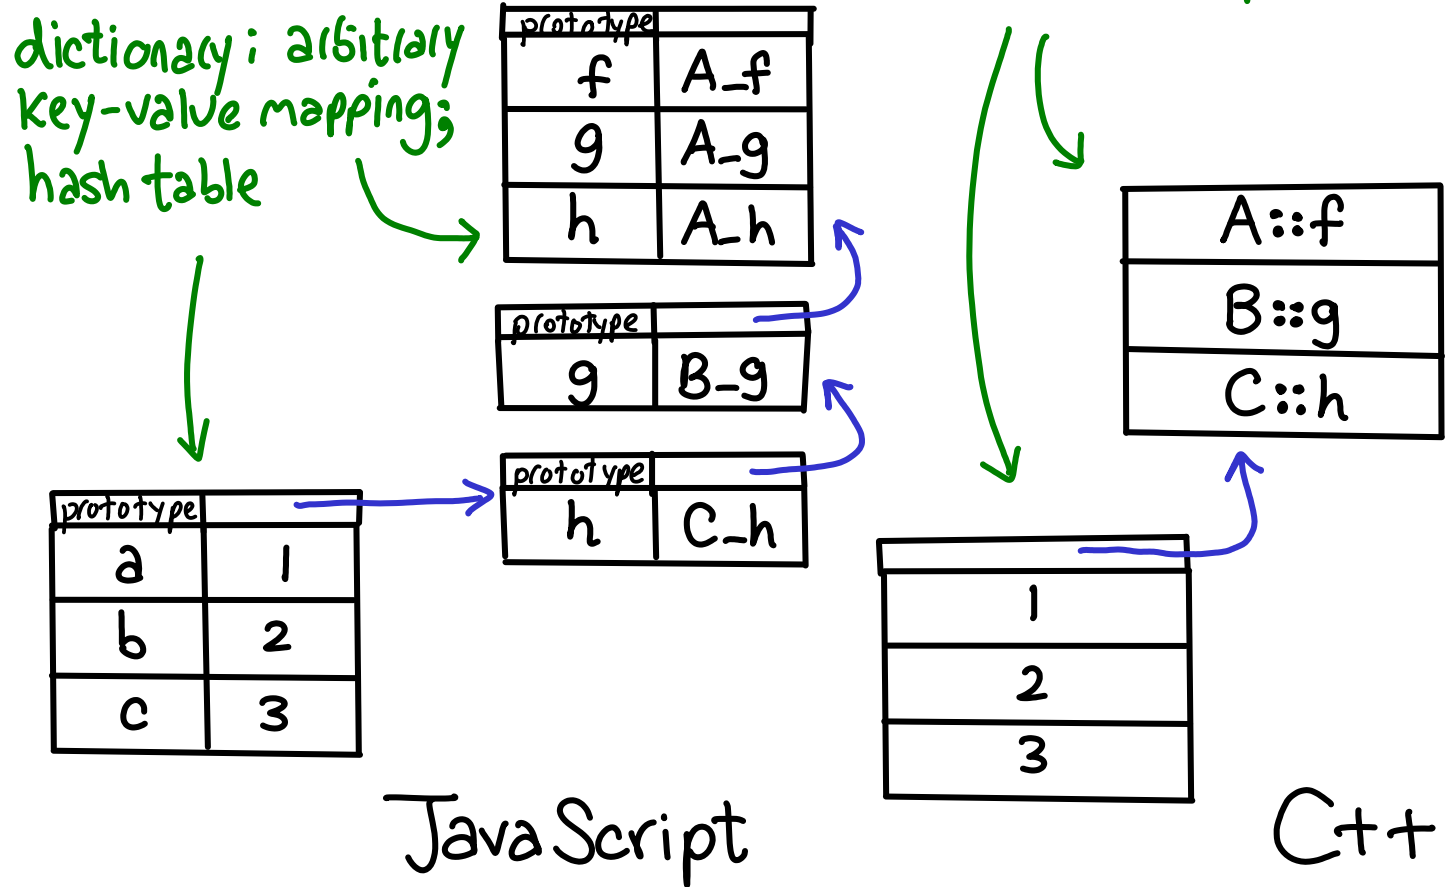 dictionary; arbitrary
key-value mapping;
hash table
prototype
f A_f
g A_g
h A_h
prototype
g B_g
prototype
h C_h
prototype
a 1
b 2
c 3
JavaScript
A::f
B::g
C::h
1
2
3
C++